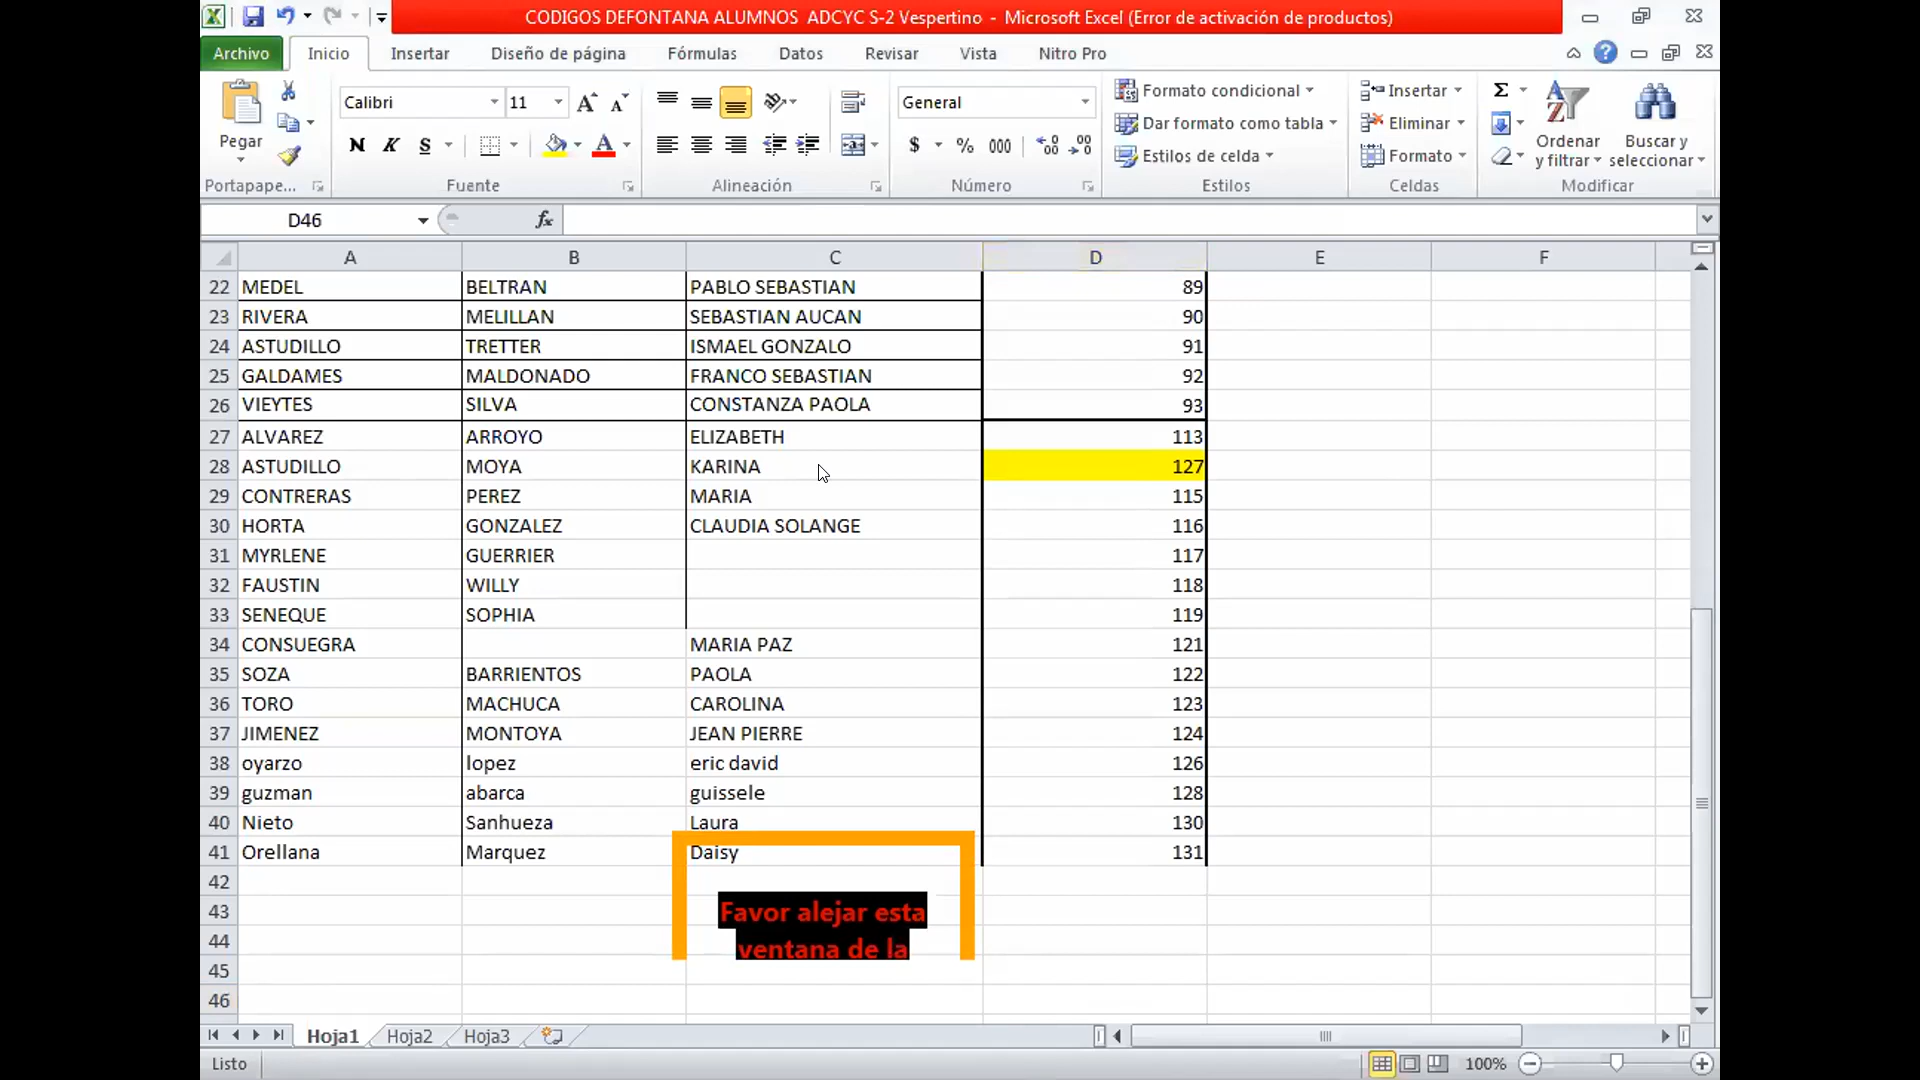 CODIGOS DEFONTANA ALUMNOS  ADCYC S-2 Vespertino  -  Microsoft Excel (Error de activación de productos)
Archivo Inicio Insertar Diseño de página Fórmulas Datos Revisar Vista Nitro Pro
Pegar
Portapape...
Calibri 11
N K S
Fuente
Alineación
General
$ % 000
Número
Formato condicional
Dar formato como tabla
Estilos de celda
Estilos
Insertar
Eliminar
Formato
Celdas
Σ
Ordenar y filtrar
Buscar y seleccionar
Modificar
D46 fx
A B C D E F
22 MEDEL BELTRAN PABLO SEBASTIAN 89
23 RIVERA MELILLAN SEBASTIAN AUCAN 90
24 ASTUDILLO TRETTER ISMAEL GONZALO 91
25 GALDAMES MALDONADO FRANCO SEBASTIAN 92
26 VIEYTES SILVA CONSTANZA PAOLA 93
27 ALVAREZ ARROYO ELIZABETH 113
28 ASTUDILLO MOYA KARINA 127
29 CONTRERAS PEREZ MARIA 115
30 HORTA GONZALEZ CLAUDIA SOLANGE 116
31 MYRLENE GUERRIER 117
32 FAUSTIN WILLY 118
33 SENEQUE SOPHIA 119
34 CONSUEGRA MARIA PAZ 121
35 SOZA BARRIENTOS PAOLA 122
36 TORO MACHUCA CAROLINA 123
37 JIMENEZ MONTOYA JEAN PIERRE 124
38 oyarzo lopez eric david 126
39 guzman abarca guissele 128
40 Nieto Sanhueza Laura 130
41 Orellana Marquez Daisy 131
42
43 Favor alejar esta
44 ventana de la
45
46
Hoja1 Hoja2 Hoja3
Listo 100%